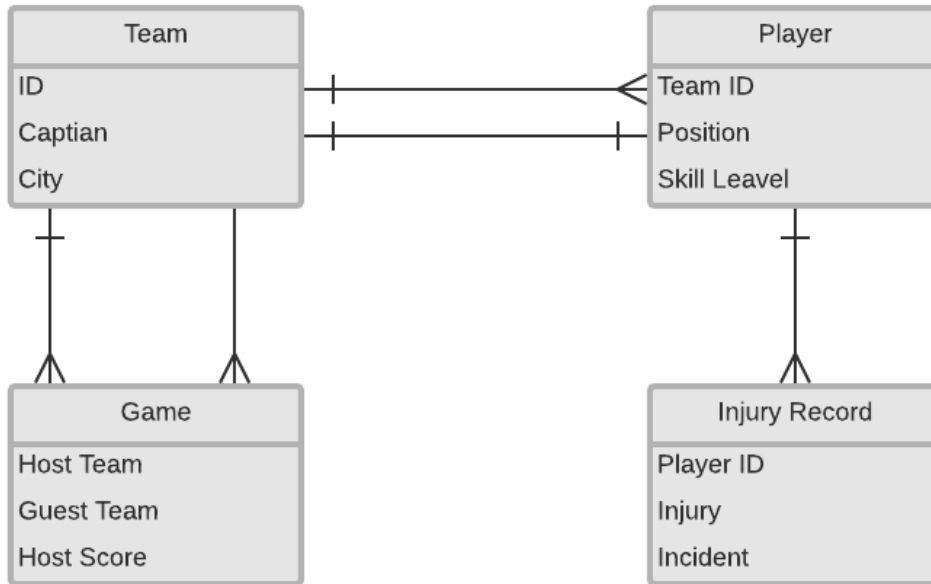 Team
ID
Captian
City
Player
Team ID
Position
Skill Leavel
Game
Host Team
Guest Team
Host Score
Injury Record
Player ID
Injury
Incident